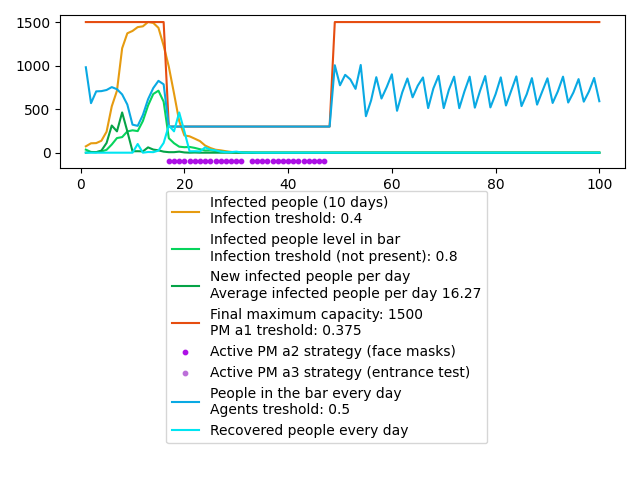 1500
1000
500
0
0
20
40
60
80
100
Infected people (10 days)
Infection treshold: 0.4
Infected people level in bar
Infection treshold (not present): 0.8
New infected people per day
Average infected people per day 16.27
Final maximum capacity: 1500
PM a1 treshold: 0.375
Active PM a2 strategy (face masks)
Active PM a3 strategy (entrance test)
People in the bar every day
Agents treshold: 0.5
Recovered people every day